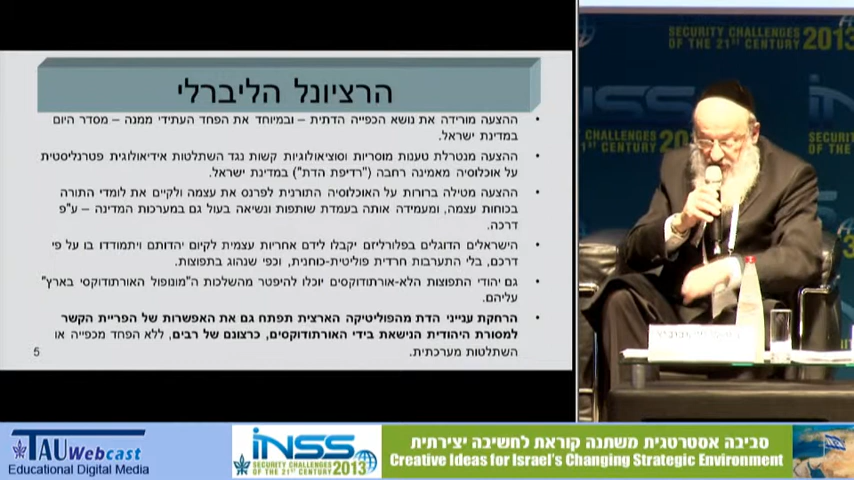 הרציונל הליברלי
ההצעה מורידה את נושא הכפייה הדתית – ובמיוחד את הפחד העתידי ממנה – מסדר היום
במדינת ישראל.
ההצעה מנטרלת טענות מוסריות וסוציאולוגיות קשות נגד השתלטות אידיאולוגית פטרנליסטית
על אוכלוסיה מאמינה רחבה ("רדיפת הדת") במדינת ישראל.
ההצעה מטילה ברורות על האוכלוסיה התורנית לפרנס את עצמה ולקיים את לומדי התורה
בכוחות עצמה, ומעמידה אותה בעמדת שותפות ונשיאה בעול גם במערכות המדינה – ע"פ
דרכה.
הישראלים הדוגלים בפלורליזם יקבלו לידם אחריות עצמית לקיום יהדותם ויתמודדו בו על פי
דרכם, בלי התערבות חרדית פוליטית-כוחנית, וכפי שנהוג בתפוצות.
גם יהודי התפוצות הלא-אורתודוקסים יוכלו להיפטר מהשלכות ה"מונופול האורתודוקסי בארץ"
עליהם.
הרחקת ענייני הדת מהפוליטיקה הארצית תפתח גם את האפשרות של הפריית הקשר
למסורת היהודית הנישאת בידי האורתודוקסים, כרצונם של רבים, ללא הפחד מכפייה או
השתלטות מערכתית.
5
SECURITY CHALLENGES
OF THE 21ST CENTURY 2013
INSS
CHALLENGES
CENTURY
TAU Webcast
Educational Digital Media
INSS
SECURITY CHALLENGES
OF THE 21ST CENTURY 2013
סביבה אסטרטגית משתנה קוראת לחשיבה יצירתית
Creative Ideas for Israel's Changing Strategic Environment